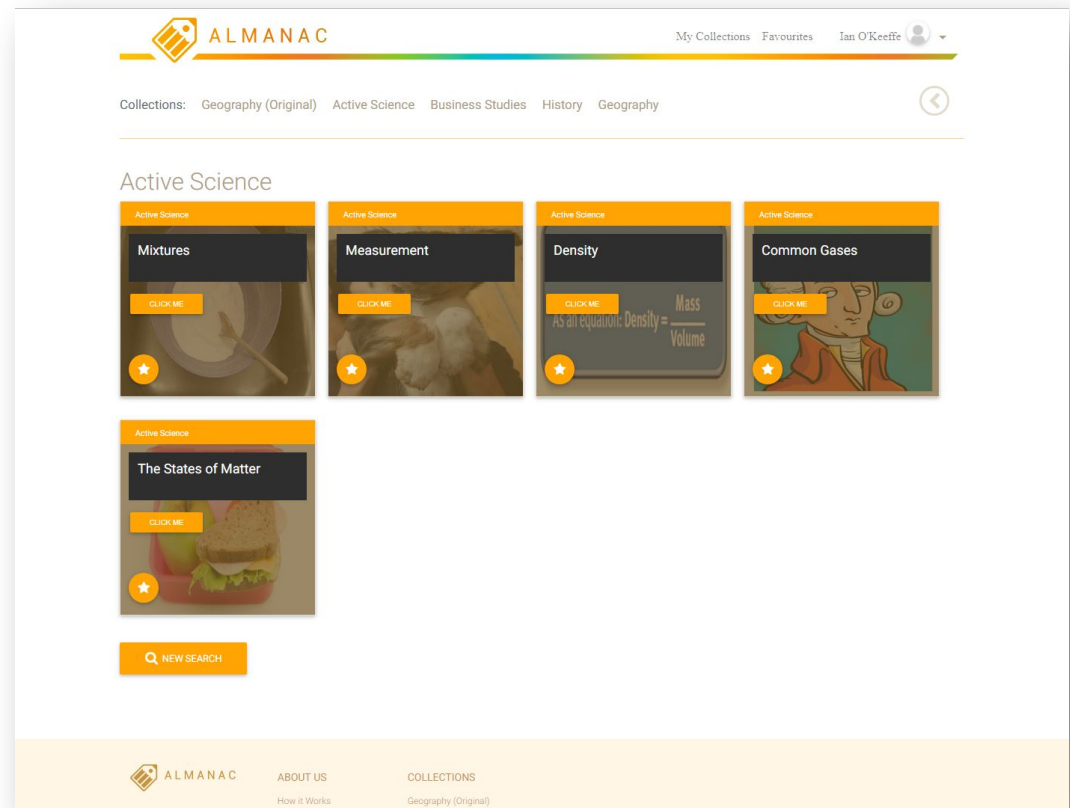 ALMANAC
My Collections Favourites Ian O'Keeffe
Collections: Geography (Original) Active Science Business Studies History Geography
Active Science
Active Science
Mixtures
CLICK ME
Active Science
Measurement
CLICK ME
Active Science
Density
CLICK ME
As an equation: Density = Mass
Volume
Active Science
Common Gases
CLICK ME
Active Science
The States of Matter
CLICK ME
NEW SEARCH
ALMANAC
ABOUT US
How it Works
COLLECTIONS
Geography (Original)